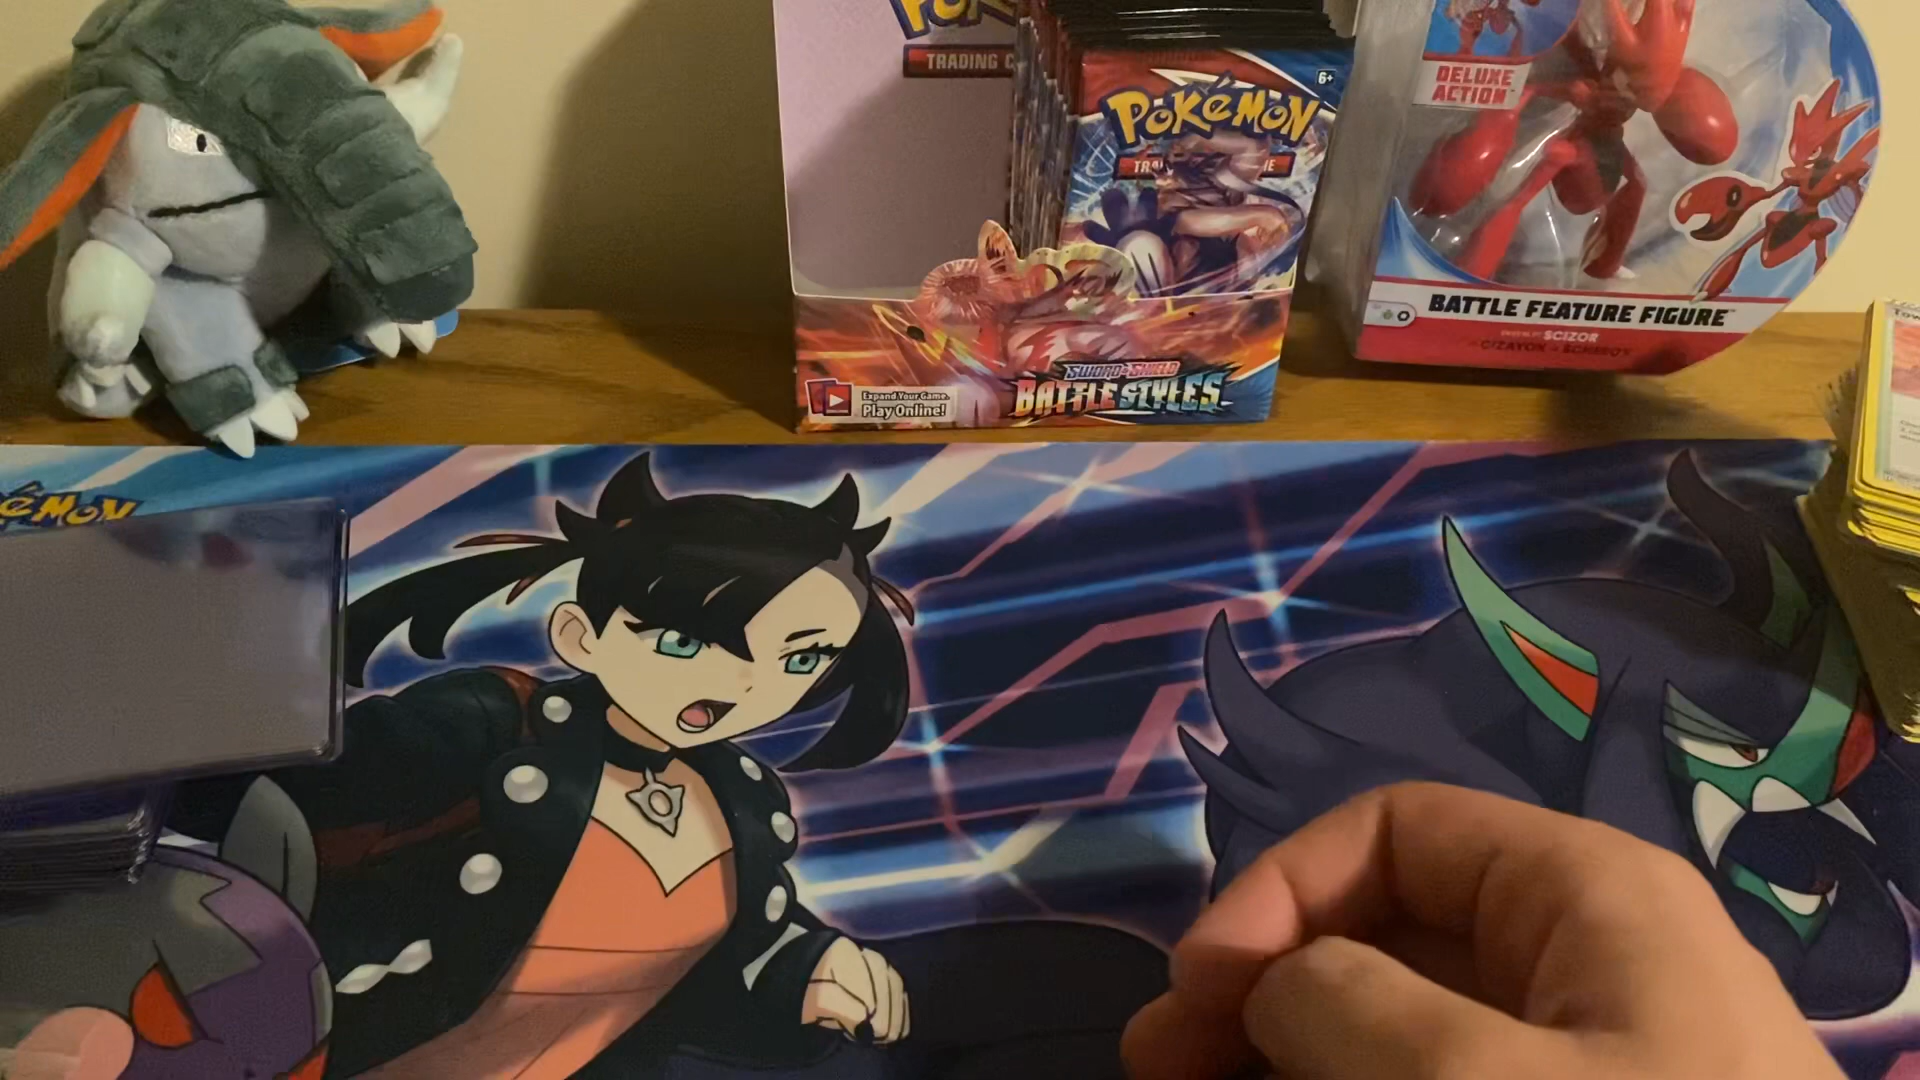 TRADING C
6+
POKéMON
DELUXE
ACTION
BATTLE FEATURE FIGURE
SCIZOR
CIZAYOX
Expand Your Game.
Play Online!
SWORD & SHIELD
BATTLE STYLES
éMON